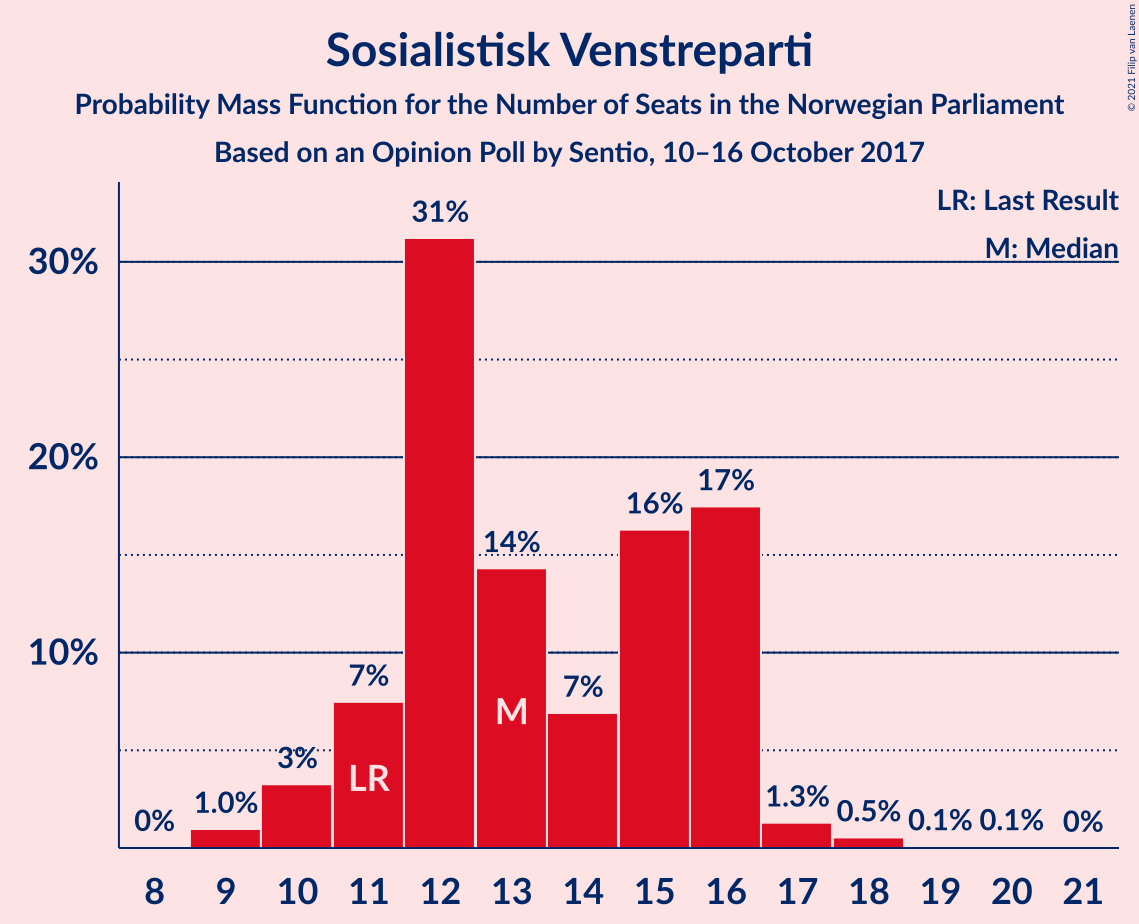 Sosialistisk Venstreparti
Probability Mass Function for the Number of Seats in the Norwegian Parliament
Based on an Opinion Poll by Sentio, 10–16 October 2017
© 2021 Filip van Laenen
LR: Last Result
M: Median
30%
20%
10%
0%
1.0%
3%
7%
31%
14%
7%
16%
17%
1.3%
0.5%
0.1%
0.1%
0%
LR
M
8 9 10 11 12 13 14 15 16 17 18 19 20 21